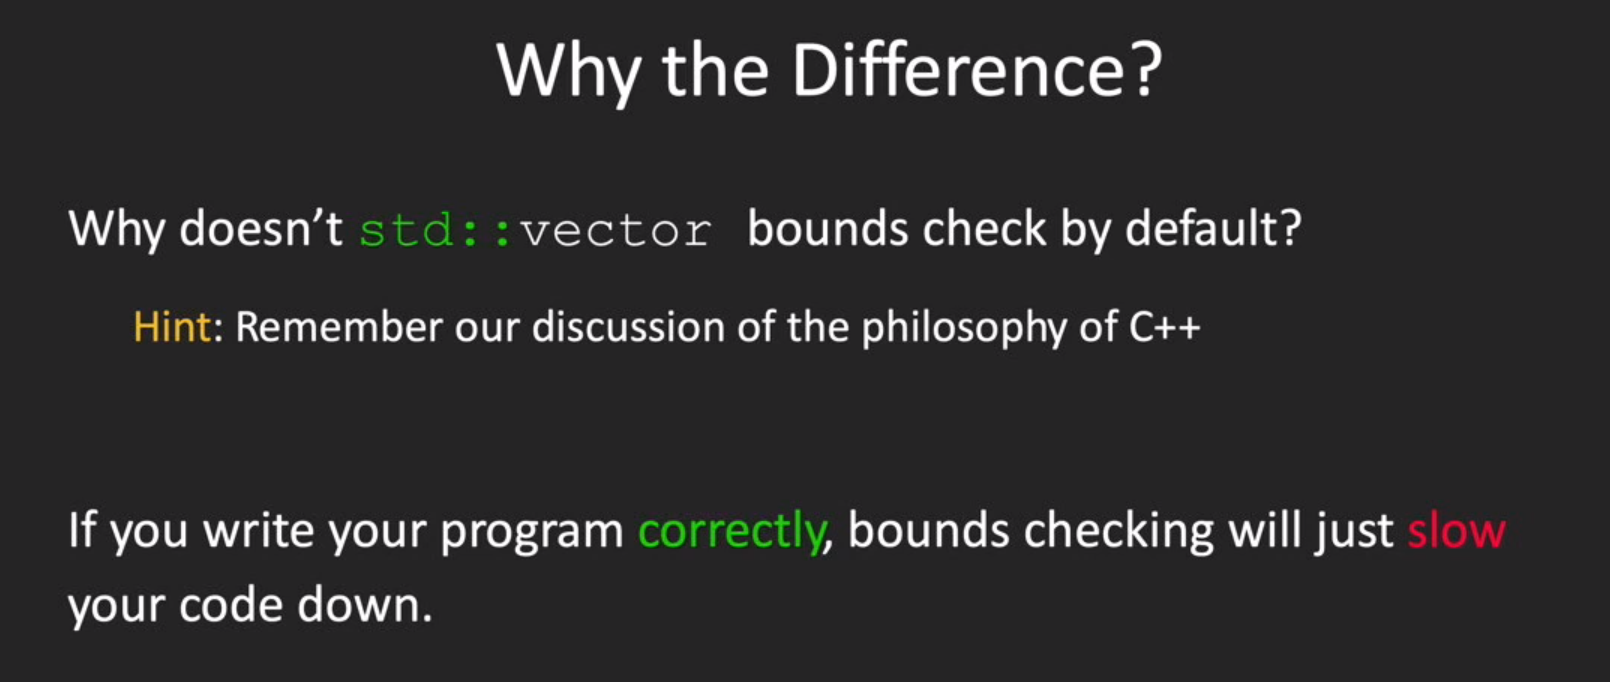 Why the Difference?
Why doesn’t std::vector bounds check by default?
Hint: Remember our discussion of the philosophy of C++
If you write your program correctly, bounds checking will just slow
your code down.